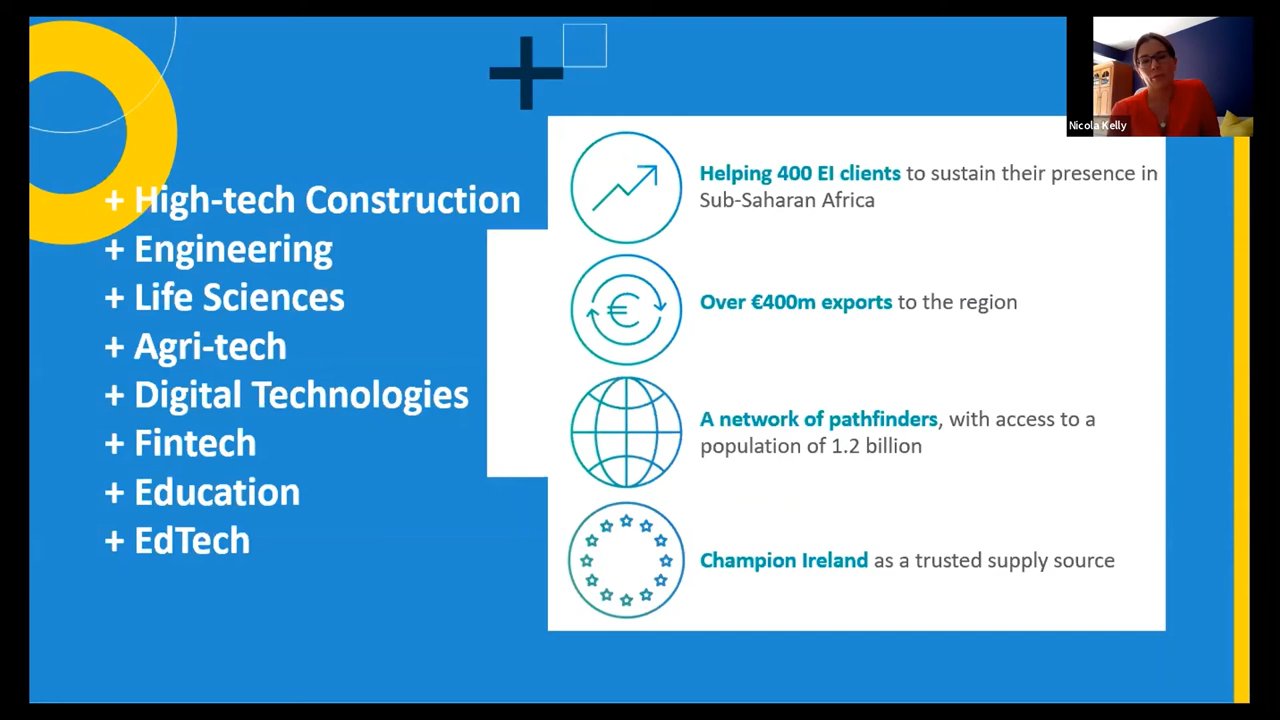 + High-tech Construction
+ Engineering
+ Life Sciences
+ Agri-tech
+ Digital Technologies
+ Fintech
+ Education
+ EdTech
Helping 400 EI clients to sustain their presence in
Sub-Saharan Africa
Over €400m exports to the region
A network of pathfinders, with access to a
population of 1.2 billion
Champion Ireland as a trusted supply source
Nicola Kelly